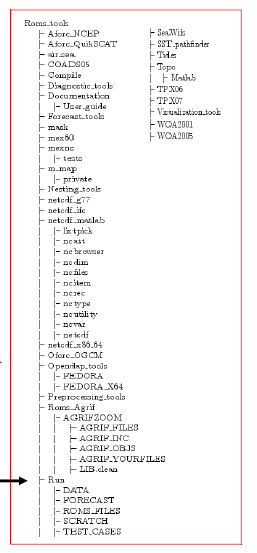 Roms_tools
|- Aforc_NCEP
|- Aforc_QuikSCAT
|- air_sea
|- COADS05
|- Compile
|- Diagnostic_tools
|- Documentation
| |- User_guide
|- Forecast_tools
|- mask
|- mex60l
|- mexnc
| |- tests
|- m_map
| |- private
|- Nesting_tools
|- netcdf_g77
|- netcdf_ifc
|- netcdf_matlab
| |- listpick
| |- ncatt
| |- ncbrowser
| |- ncdim
| |- ncfiles
| |- ncitem
| |- ncrec
| |- nctype
| |- ncutility
| |- ncvar
| |- netcdf
|- netcdf_x86_64
|- Oforc_OGCM
|- Opendap_tools
| |- FEDORA
| |- FEDORA_X64
|- Preprocessing_tools
|- Roms_Agrif
| |- AGRIFZOOM
| |- AGRIF_FILES
| |- AGRIF_INC
| |- AGRIF_OBJS
| |- AGRIF_YOURFILES
| |- LIB.clean
|- Run
| |- DATA
| |- FORECAST
| |- ROMS_FILES
| |- SCRATCH
| |- TEST_CASES
|- SeaWifs
|- SST_pathfinder
|- Tides
|- Topo
| |- Matlab
|- TPX06
|- TPX07
|- Visualization_tools
|- WOA2001
|- WOA2005